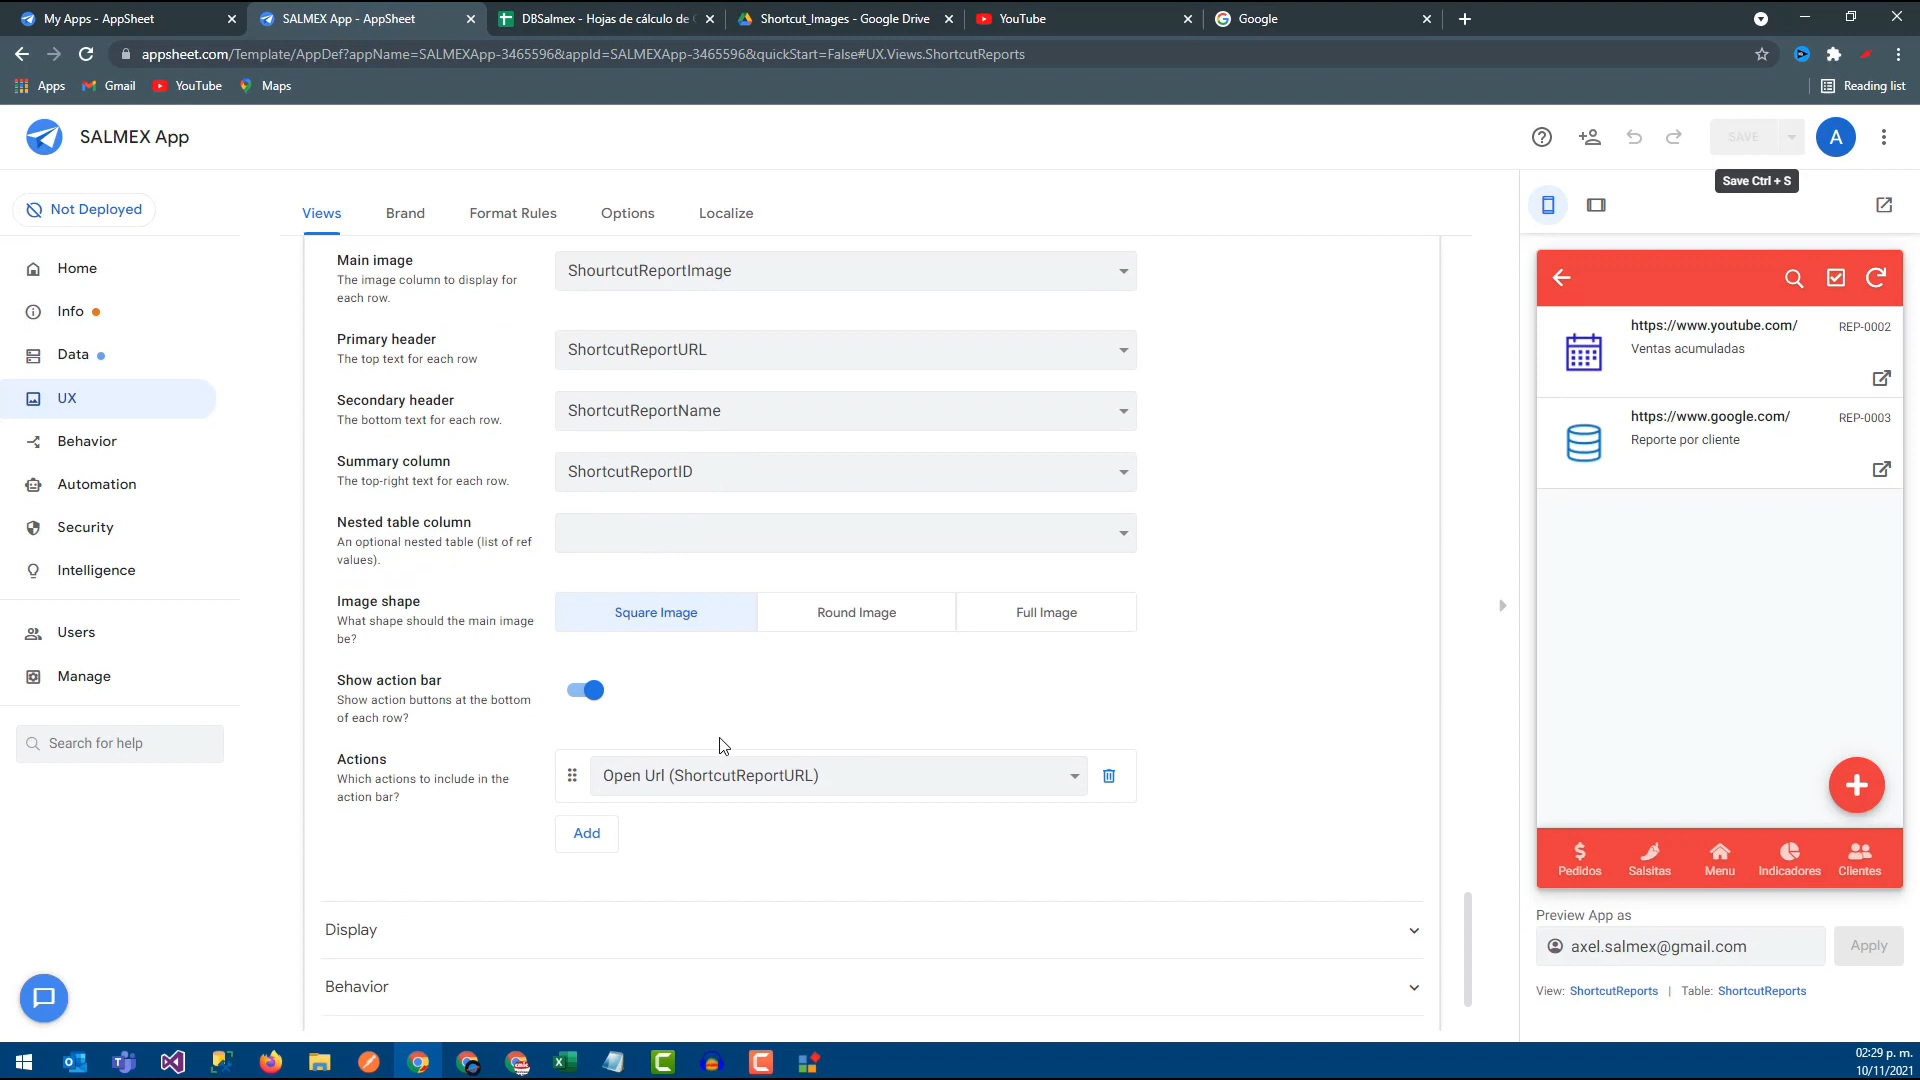 My Apps - AppSheet
SALMEX App - AppSheet
DBSalmex - Hojas de cálculo de
Shortcut_Images - Google Drive
YouTube
Google
appsheet.com/Template/AppDef?appName=SALMEXApp-3465596&appId=SALMEXApp-3465596&quickStart=False#UX.Views.ShortcutReports
Apps
Gmail
YouTube
Maps
Reading list
SALMEX App
SAVE
A
Save Ctrl + S
Not Deployed
Home
Info
Data
UX
Behavior
Automation
Security
Intelligence
Users
Manage
Search for help
Views
Brand
Format Rules
Options
Localize
Main image
The image column to display for
each row.
ShourtcutReportImage
Primary header
The top text for each row
ShortcutReportURL
Secondary header
The bottom text for each row.
ShortcutReportName
Summary column
The top-right text for each row.
ShortcutReportID
Nested table column
An optional nested table (list of ref
values).
Image shape
What shape should the main image
be?
Square Image
Round Image
Full Image
Show action bar
Show action buttons at the bottom
of each row?
Actions
Which actions to include in the
action bar?
Open Url (ShortcutReportURL)
Add
Display
Behavior
https://www.youtube.com/
REP-0002
Ventas acumuladas
https://www.google.com/
REP-0003
Reporte por cliente
Pedidos
Salsitas
Menu
Indicadores
Clientes
Preview App as
axel.salmex@gmail.com
Apply
View: ShortcutReports | Table: ShortcutReports
02:29 p. m.
10/11/2021